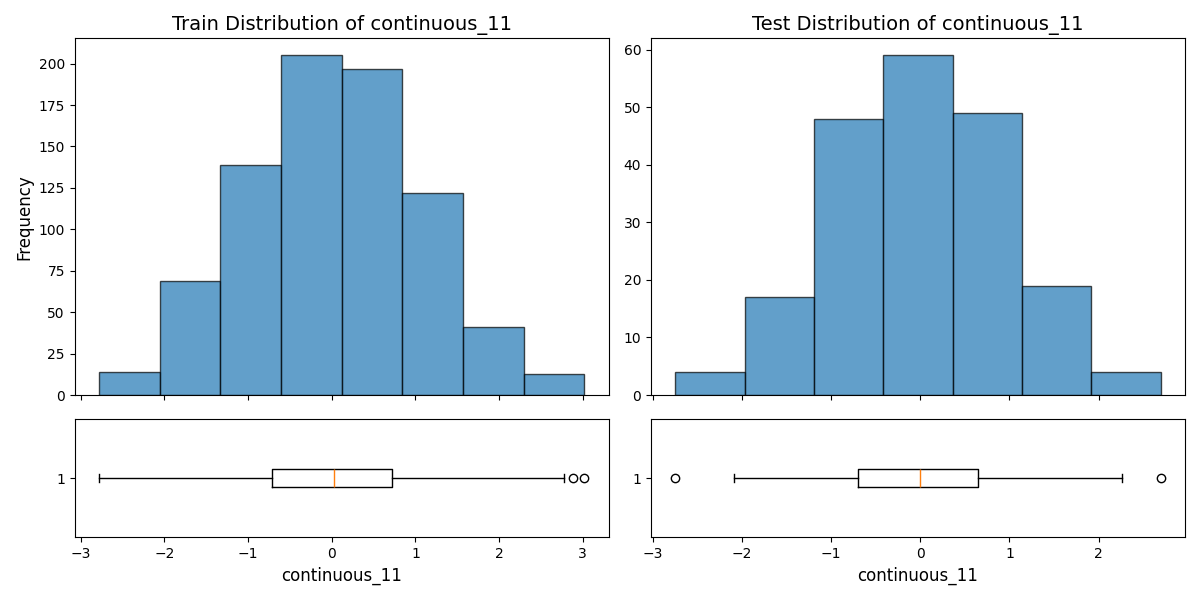 Train Distribution of continuous_11
Test Distribution of continuous_11
Frequency
200
175
150
125
100
75
50
25
0
60
50
40
30
20
10
0
1
−3 −2 −1 0 1 2 3
continuous_11
1
−3 −2 −1 0 1 2
continuous_11